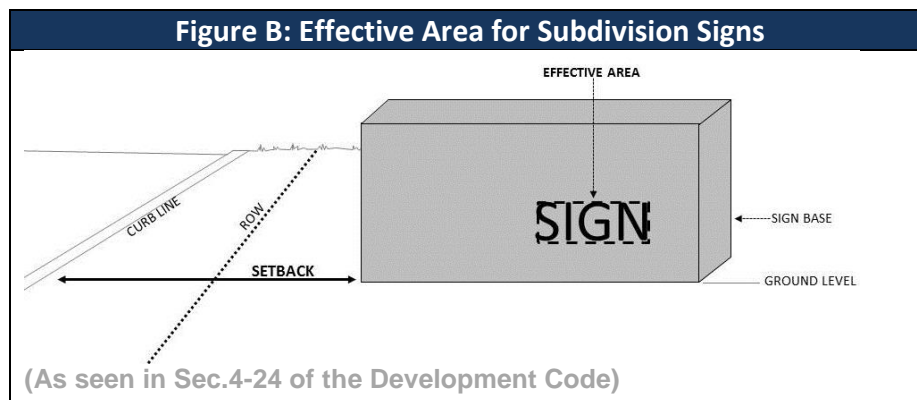 Figure B: Effective Area for Subdivision Signs
EFFECTIVE AREA
CURB LINE
ROW
SIGN
SIGN BASE
SETBACK
GROUND LEVEL
(As seen in Sec.4-24 of the Development Code)